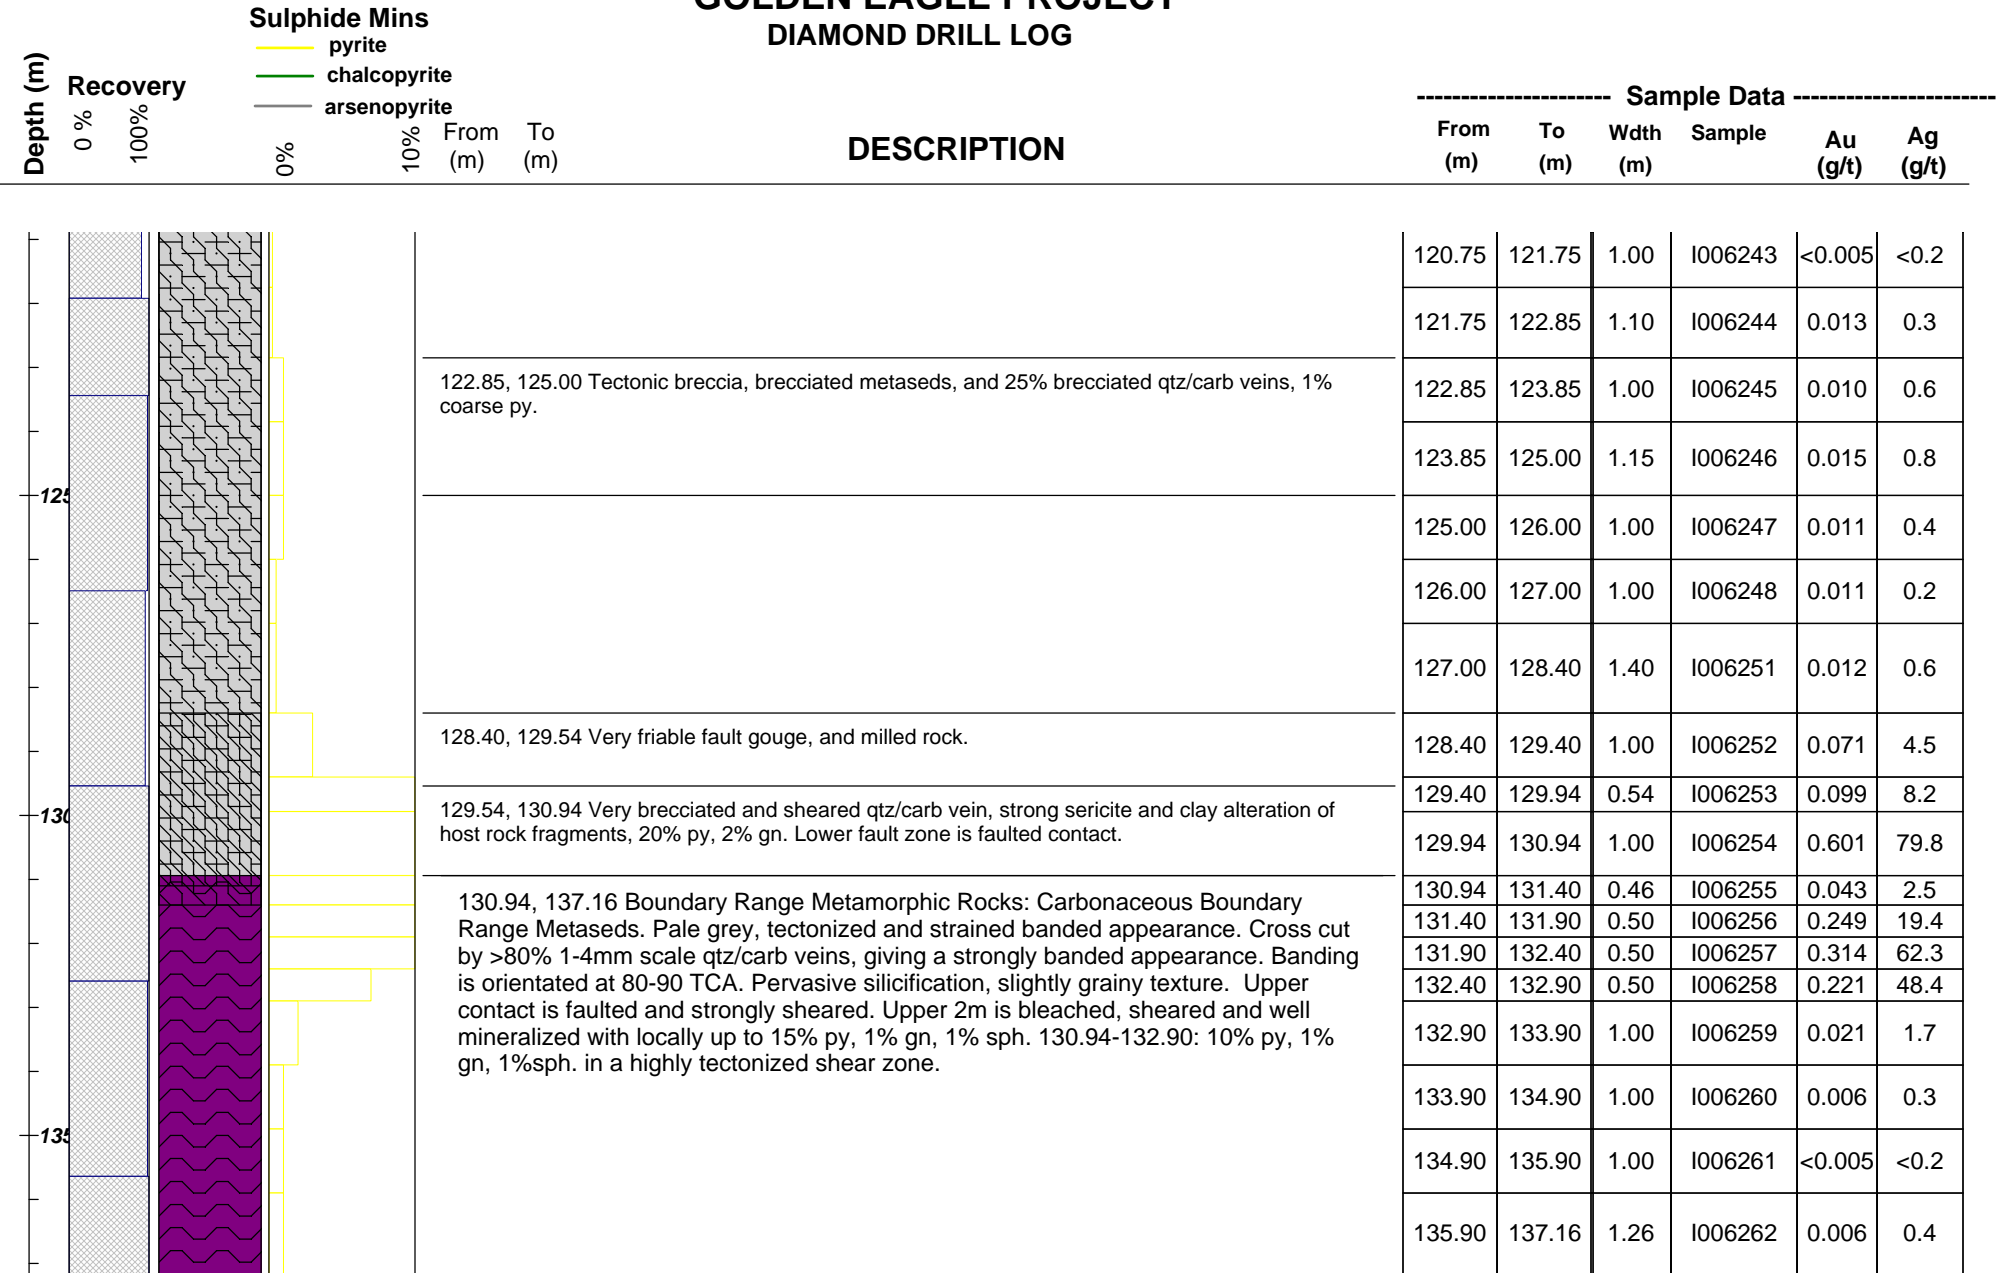 GOLDEN EAGLE PROJECT
DIAMOND DRILL LOG
Sulphide Mins
pyrite
chalcopyrite
arsenopyrite
Depth (m)
Recovery
0 %
100%
0%
10%
From (m)
To (m)
DESCRIPTION
---------------------- Sample Data -----------------------
From (m) To (m) Wdth (m) Sample Au (g/t) Ag (g/t)
120.75 121.75 1.00 I006243 <0.005 <0.2
121.75 122.85 1.10 I006244 0.013 0.3
122.85, 125.00 Tectonic breccia, brecciated metaseds, and 25% brecciated qtz/carb veins, 1%
coarse py.
122.85 123.85 1.00 I006245 0.010 0.6
123.85 125.00 1.15 I006246 0.015 0.8
125
125.00 126.00 1.00 I006247 0.011 0.4
126.00 127.00 1.00 I006248 0.011 0.2
127.00 128.40 1.40 I006251 0.012 0.6
128.40, 129.54 Very friable fault gouge, and milled rock.
128.40 129.40 1.00 I006252 0.071 4.5
129.40 129.94 0.54 I006253 0.099 8.2
130
129.54, 130.94 Very brecciated and sheared qtz/carb vein, strong sericite and clay alteration of
host rock fragments, 20% py, 2% gn. Lower fault zone is faulted contact.
129.94 130.94 1.00 I006254 0.601 79.8
130.94, 137.16 Boundary Range Metamorphic Rocks: Carbonaceous Boundary
Range Metaseds. Pale grey, tectonized and strained banded appearance. Cross cut
by >80% 1-4mm scale qtz/carb veins, giving a strongly banded appearance. Banding
is orientated at 80-90 TCA. Pervasive silicification, slightly grainy texture. Upper
contact is faulted and strongly sheared. Upper 2m is bleached, sheared and well
mineralized with locally up to 15% py, 1% gn, 1% sph. 130.94-132.90: 10% py, 1%
gn, 1%sph. in a highly tectonized shear zone.
130.94 131.40 0.46 I006255 0.043 2.5
131.40 131.90 0.50 I006256 0.249 19.4
131.90 132.40 0.50 I006257 0.314 62.3
132.40 132.90 0.50 I006258 0.221 48.4
132.90 133.90 1.00 I006259 0.021 1.7
133.90 134.90 1.00 I006260 0.006 0.3
135
134.90 135.90 1.00 I006261 <0.005 <0.2
135.90 137.16 1.26 I006262 0.006 0.4